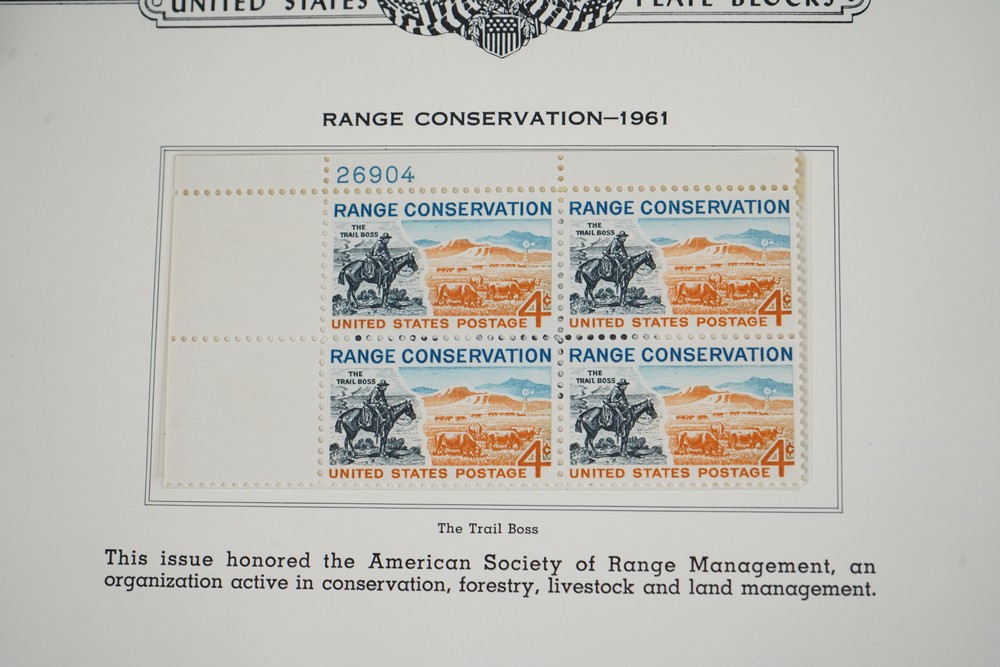 UNITED STATES PLATE BLOCKS
RANGE CONSERVATION—1961
26904
RANGE CONSERVATION
THE
TRAIL BOSS
4¢
UNITED STATES POSTAGE
RANGE CONSERVATION
THE
TRAIL BOSS
4¢
UNITED STATES POSTAGE
RANGE CONSERVATION
THE
TRAIL BOSS
4¢
UNITED STATES POSTAGE
RANGE CONSERVATION
THE
TRAIL BOSS
4¢
UNITED STATES POSTAGE
The Trail Boss
This issue honored the American Society of Range Management, an
organization active in conservation, forestry, livestock and land management.